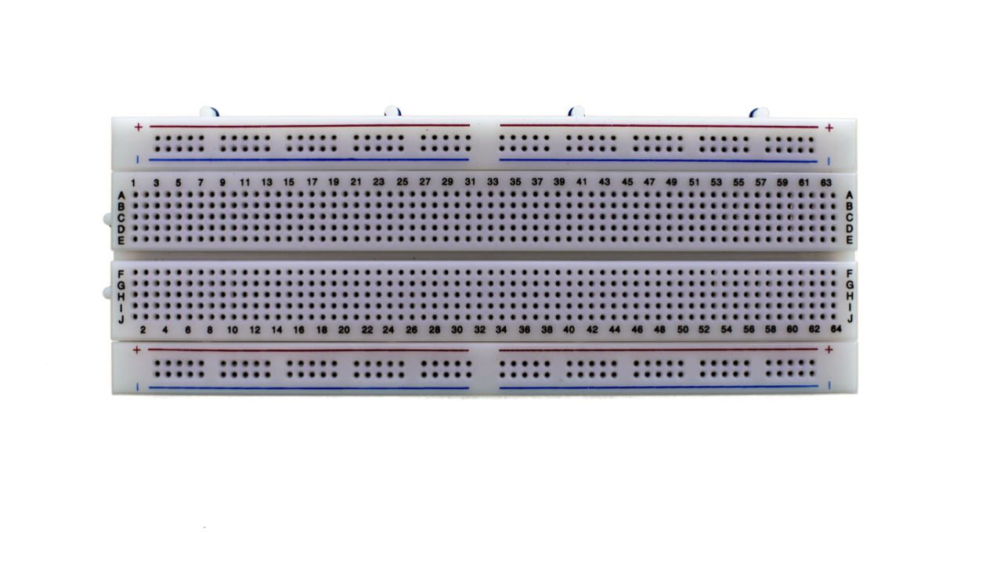 + +
- -
1 3 5 7 9 11 13 15 17 19 21 23 25 27 29 31 33 35 37 39 41 43 45 47 49 51 53 55 57 59 61 63
A A
B B
C C
D D
E E
F F
G G
H H
I I
J J
2 4 6 8 10 12 14 16 18 20 22 24 26 28 30 32 34 36 38 40 42 44 46 48 50 52 54 56 58 60 62 64
+ +
- -